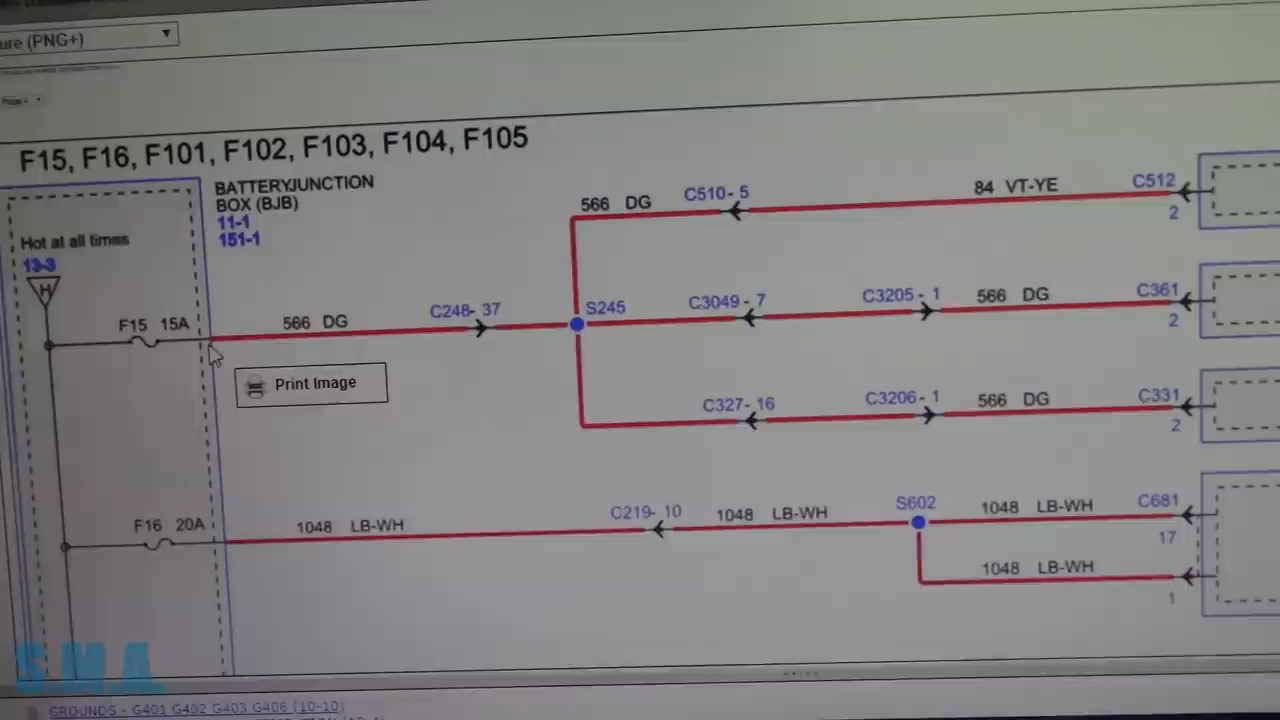 ure (PNG+)
F15, F16, F101, F102, F103, F104, F105
BATTERYJUNCTION
BOX (BJB)
11-1
151-1
Hot at all times
13-3
H
F15 15A
566 DG
C248- 37
S245
566 DG
C510- 5
84 VT-YE
C512
2
C3049 - 7
C3205 - 1
566 DG
C361
2
C327- 16
C3206- 1
566 DG
C331
2
Print Image
F16 20A
1048 LB-WH
C219- 10
1048 LB-WH
S602
1048 LB-WH
C681
17
1048 LB-WH
1
S.M.A.
GROUNDS - G401 G402 G403 G406 (10-10)